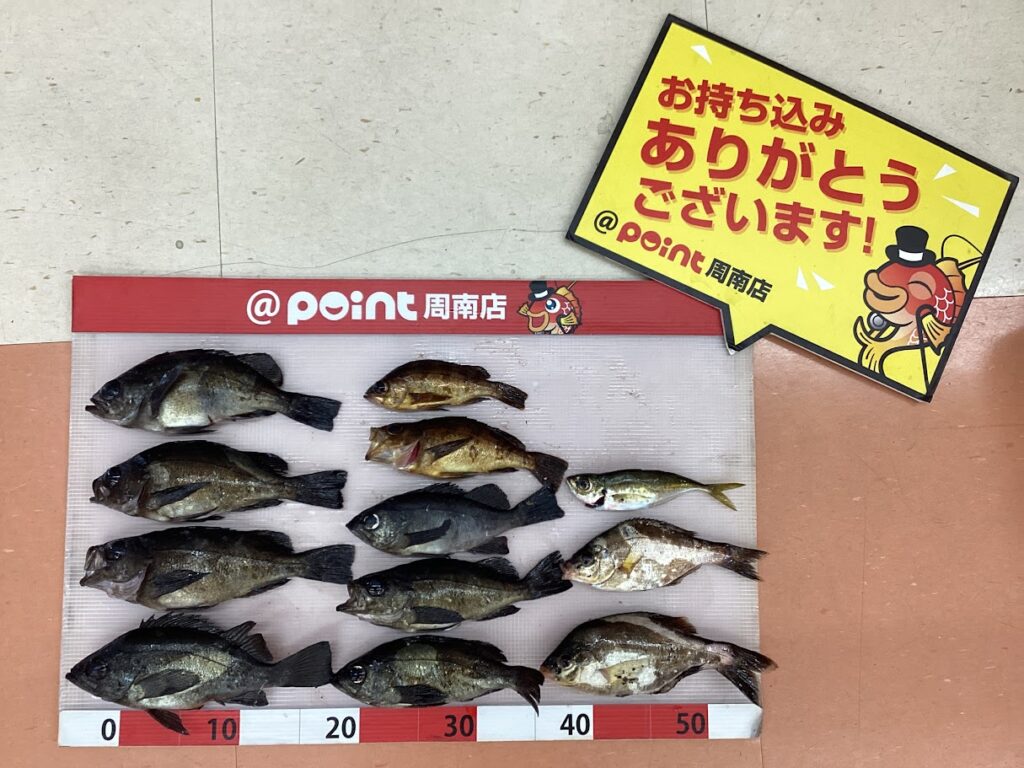 お持ち込み
ありがとう
ございます!
@point 周南店
@point 周南店
0 10 20 30 40 50